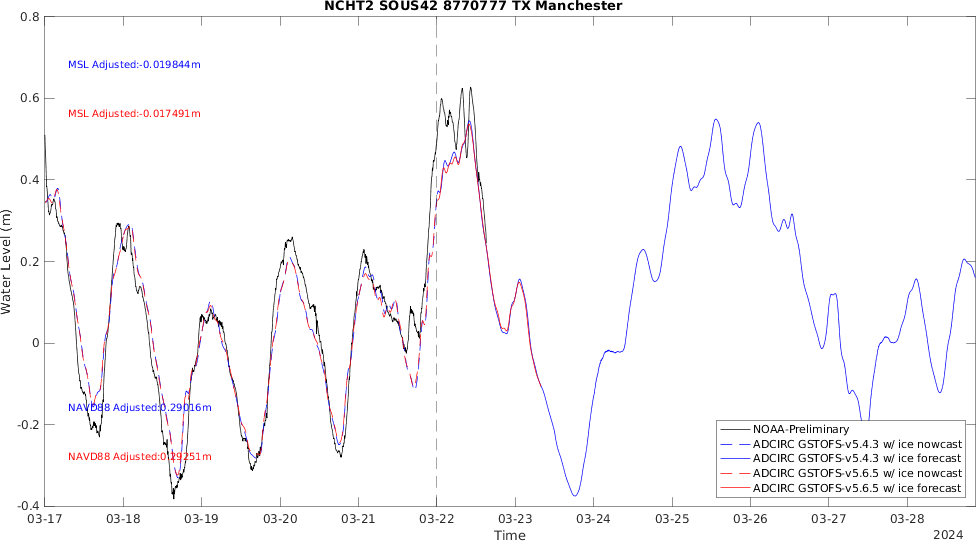 NCHT2 SOUS42 8770777 TX Manchester
0.8
MSL Adjusted:-0.019844m
0.6
MSL Adjusted:-0.017491m
0.4
Water Level (m)
0.2
0
-0.2
NAVD88 Adjusted:0.29016m
NAVD88 Adjusted:0.29251m
-0.4
NOAA-Preliminary
ADCIRC GSTOFS-v5.4.3 w/ ice nowcast
ADCIRC GSTOFS-v5.4.3 w/ ice forecast
ADCIRC GSTOFS-v5.6.5 w/ ice nowcast
ADCIRC GSTOFS-v5.6.5 w/ ice forecast
03-17 03-18 03-19 03-20 03-21 03-22 03-23 03-24 03-25 03-26 03-27 03-28
Time
2024